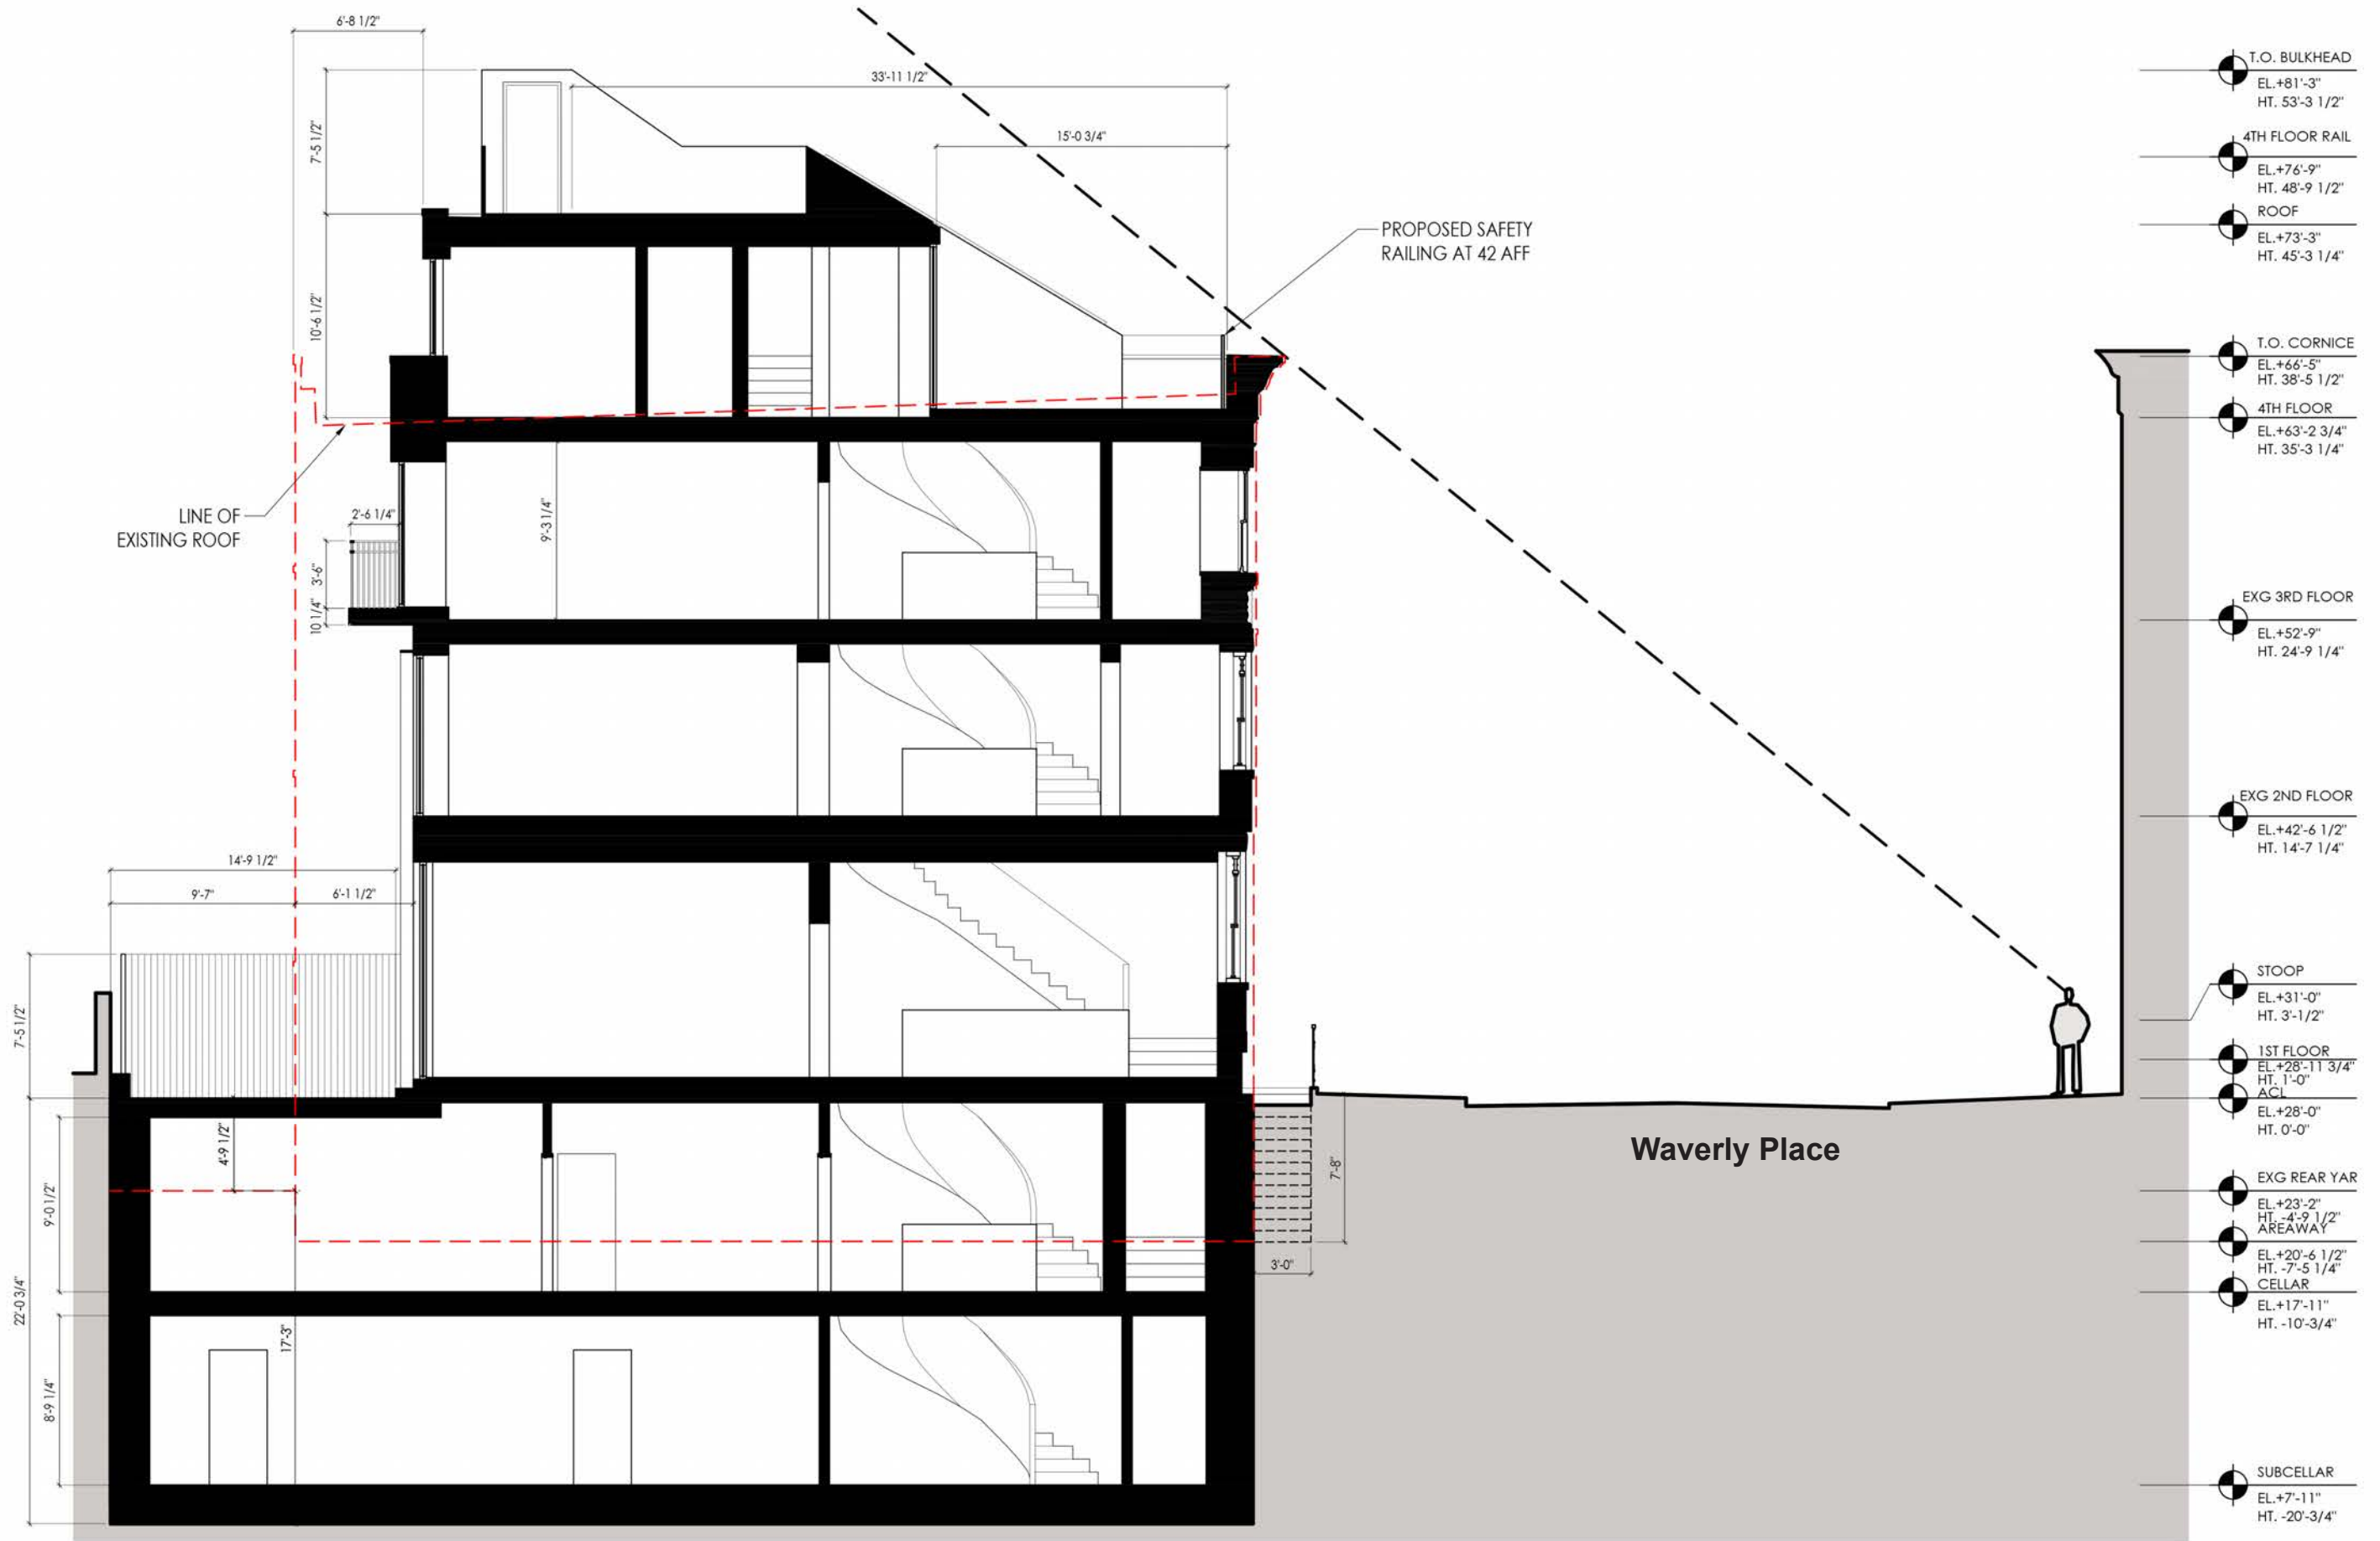 6'-8 1/2"
33'-11 1/2"
15'-0 3/4"
7'-5 1/2"
10'-6 1/2"
PROPOSED SAFETY
RAILING AT 42 AFF
LINE OF
EXISTING ROOF
2'-6 1/4"
3'-6"
10 1/4"
9'-3 1/4"
14'-9 1/2"
9'-7"
6'-1 1/2"
7'-5 1/2"
4'-9 1/2"
9'-0 1/2"
22'-0 3/4"
17'-3"
8'-9 1/4"
7'-8"
3'-0"
Waverly Place
T.O. BULKHEAD
EL.+81'-3"
HT. 53'-3 1/2"
4TH FLOOR RAIL
EL.+76'-9"
HT. 48'-9 1/2"
ROOF
EL.+73'-3"
HT. 45'-3 1/4"
T.O. CORNICE
EL.+66'-5"
HT. 38'-5 1/2"
4TH FLOOR
EL.+63'-2 3/4"
HT. 35'-3 1/4"
EXG 3RD FLOOR
EL.+52'-9"
HT. 24'-9 1/4"
EXG 2ND FLOOR
EL.+42'-6 1/2"
HT. 14'-7 1/4"
STOOP
EL.+31'-0"
HT. 3'-1/2"
1ST FLOOR
EL.+28'-11 3/4"
HT. 1'-0"
ACL
EL.+28'-0"
HT. 0'-0"
EXG REAR YAR
EL.+23'-2"
HT. -4'-9 1/2"
AREAWAY
EL.+20'-6 1/2"
HT. -7'-5 1/4"
CELLAR
EL.+17'-11"
HT. -10'-3/4"
SUBCELLAR
EL.+7'-11"
HT. -20'-3/4"